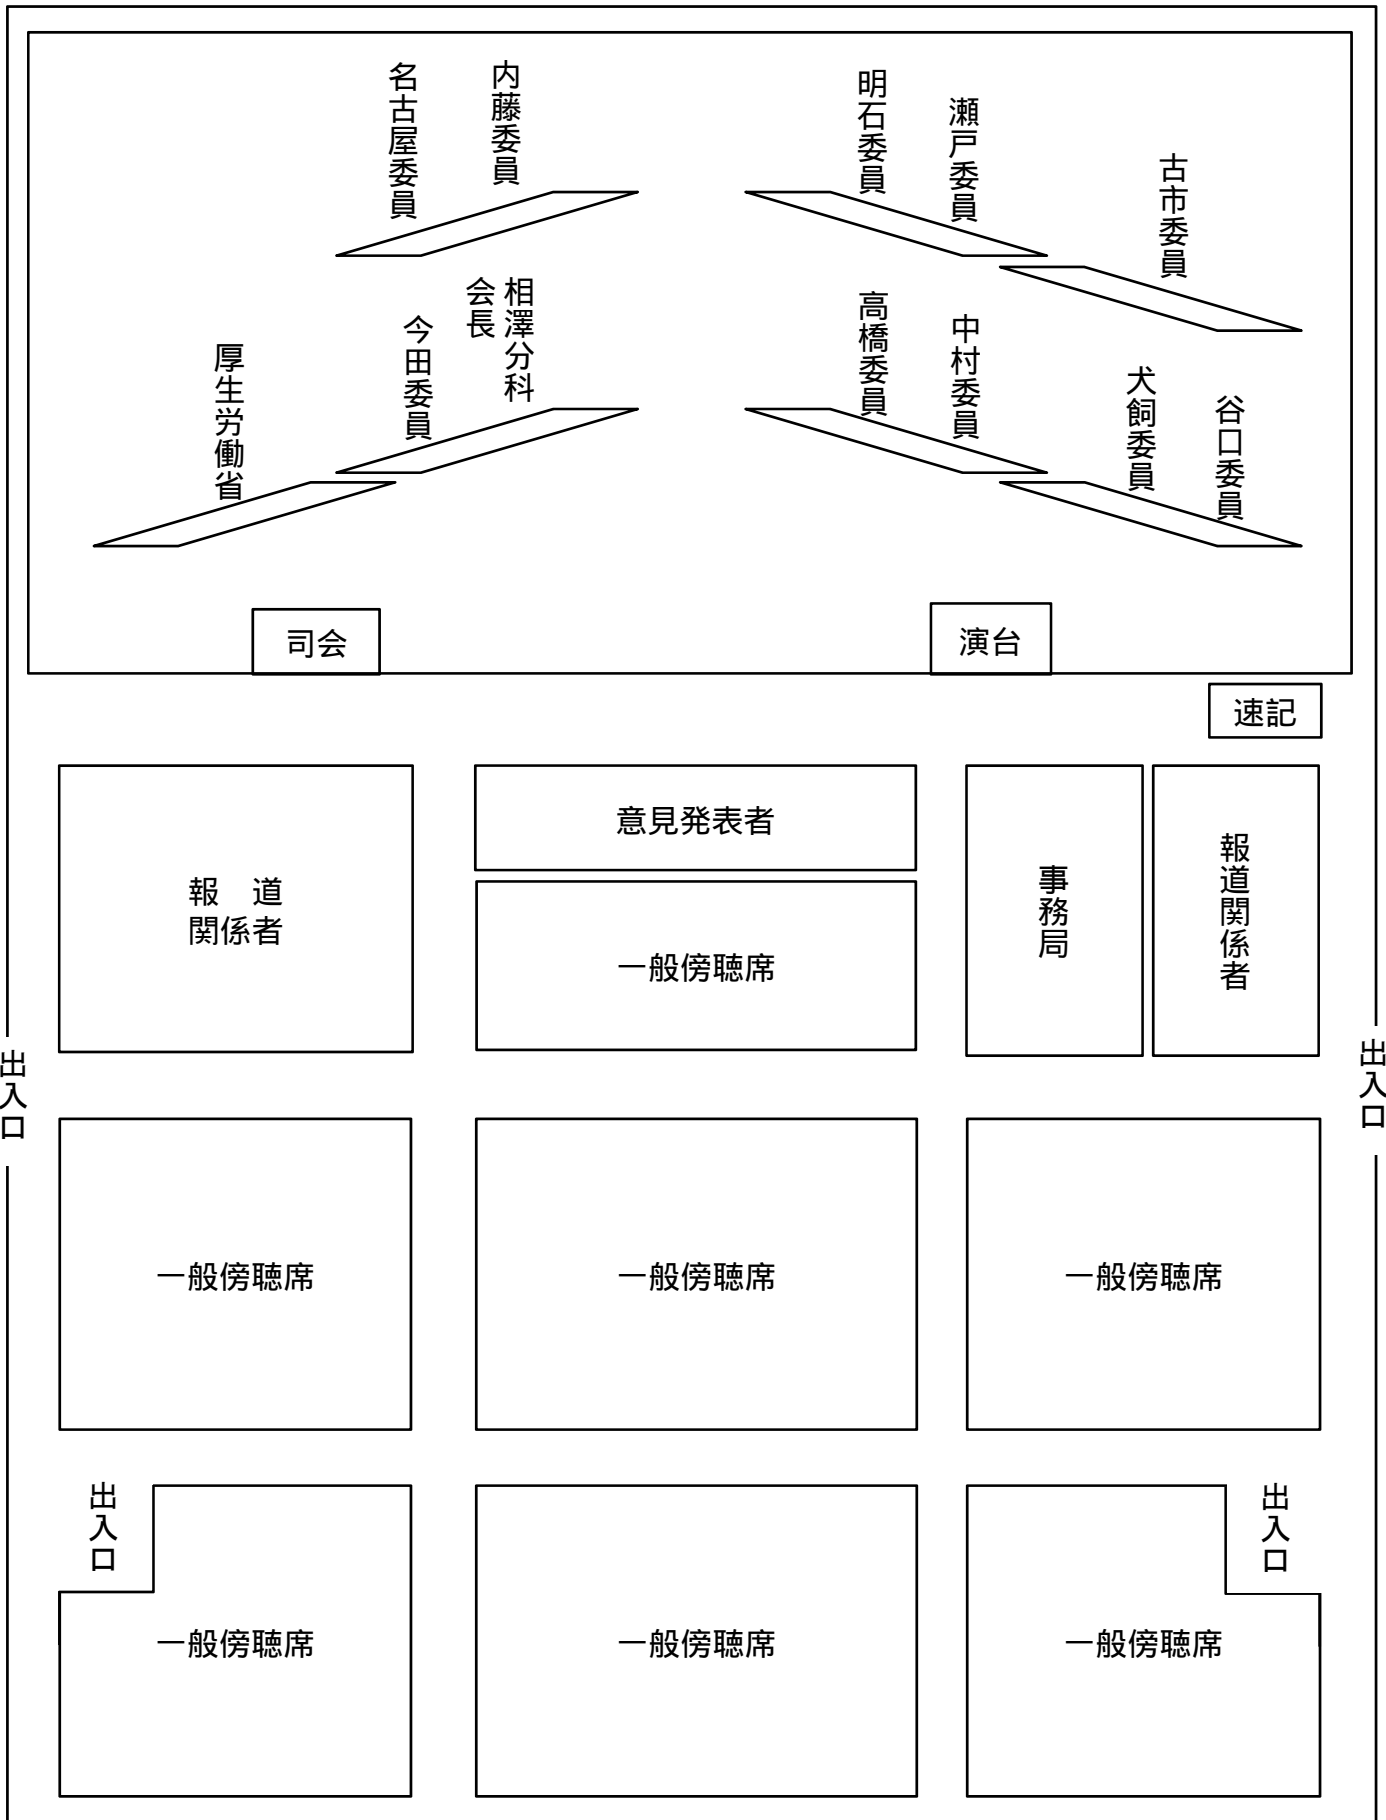 名古屋委員
内藤委員
明石委員
瀬戸委員
古市委員
厚生労働省
今田委員
相澤分科
会長
高橋委員
中村委員
犬飼委員
谷口委員
司会
演台
速記
報　道
関係者
意見発表者
一般傍聴席
事務局
報道関係者
出入口
出入口
一般傍聴席
一般傍聴席
一般傍聴席
出入口
出入口
一般傍聴席
一般傍聴席
一般傍聴席